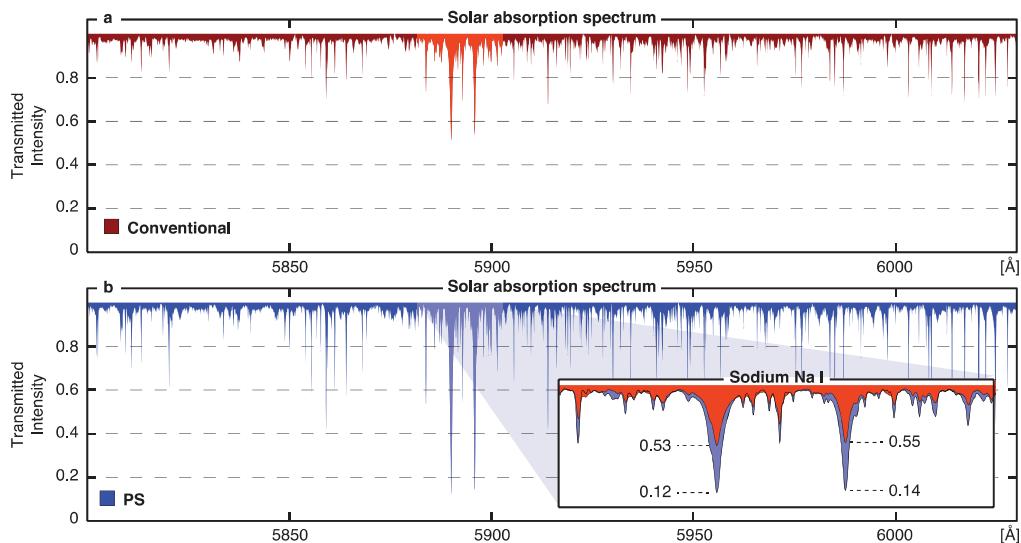 a Solar absorption spectrum
Transmitted
Intensity
0.8
0.6
0.4
0.2
0
Conventional
5850 5900 5950 6000 [Å]
b Solar absorption spectrum
Transmitted
Intensity
0.8
0.6
0.4
0.2
0
PS
Sodium Na I
0.53 0.55
0.12 0.14
5850 5900 5950 6000 [Å]